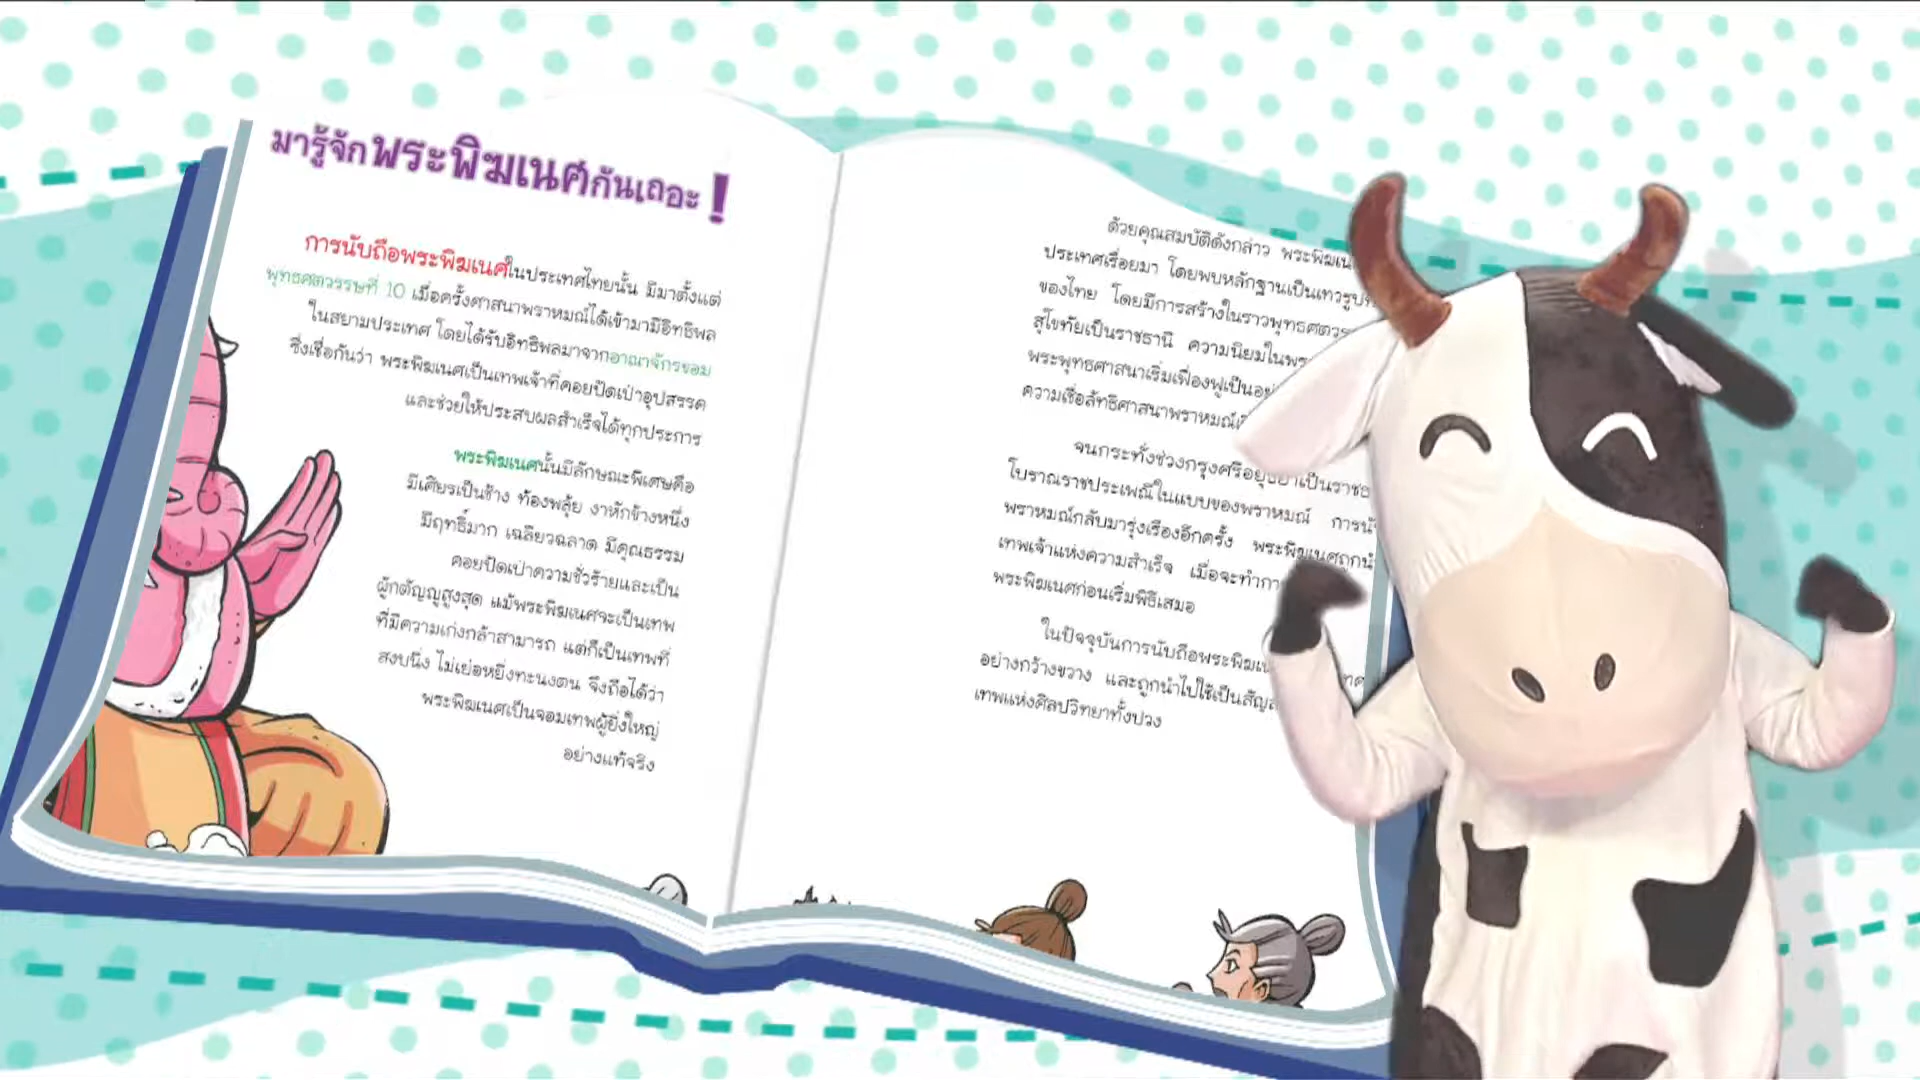 มารู้จักพระพิฆเนศกันเถอะ!
การนับถือพระพิฆเนศในประเทศไทยนั้น มีมาตั้งแต่
พุทธศตวรรษที่ 10 เมื่อครั้งศาสนาพราหมณ์ได้เข้ามามีอิทธิพล
ในสยามประเทศ โดยได้รับอิทธิพลมาจากอาณาจักรขอม
ซึ่งเชื่อกันว่า พระพิฆเนศเป็นเทพเจ้าที่คอยปัดเป่าอุปสรรค
และช่วยให้ประสบผลสำเร็จได้ทุกประการ
พระพิฆเนศนั้นมีลักษณะพิเศษคือ
มีเศียรเป็นช้าง ท้องพลุ้ย งาหักข้างหนึ่ง
มีฤทธิ์มาก เฉลียวฉลาด มีคุณธรรม
คอยปัดเป่าความชั่วร้ายและเป็น
ผู้กตัญญูสูงสุด แม้พระพิฆเนศจะเป็นเทพ
ที่มีความเก่งกล้าสามารถ แต่ก็เป็นเทพที่
สงบนิ่ง ไม่เย่อหยิ่งทะนงตน จึงถือได้ว่า
พระพิฆเนศเป็นจอมเทพผู้ยิ่งใหญ่
อย่างแท้จริง
ด้วยคุณสมบัติดังกล่าว
ประเทศเรื่อยมา โดยพบหลักฐานเป็นเทวรูป
ของไทย โดยมีการสร้างในราวพุทธศตวรร
สุโขทัยเป็นราชธานี ความนิยมใน
พระพุทธศาสนาเริ่มเฟื่องฟูเป็น
ความเชื่อลัทธิศาสนาพราหมณ์
จนกระทั่งช่วงกรุงศรีอยุธยาเป็น
โบราณราชประเพณีในแบบของพราหมณ์ การ
พราหมณ์กลับมารุ่งเรืองอีกครั้ง พระพิฆเนศถูก
เทพเจ้าแห่งความสำเร็จ เมื่อจะทำ
พระพิฆเนศก่อนเริ่มพิธีเสมอ
ในปัจจุบันการนับถือ
อย่างกว้างขวาง และถูกนำไปใช้เป็น
เทพแห่งศิลปวิทยาทั้งปวง